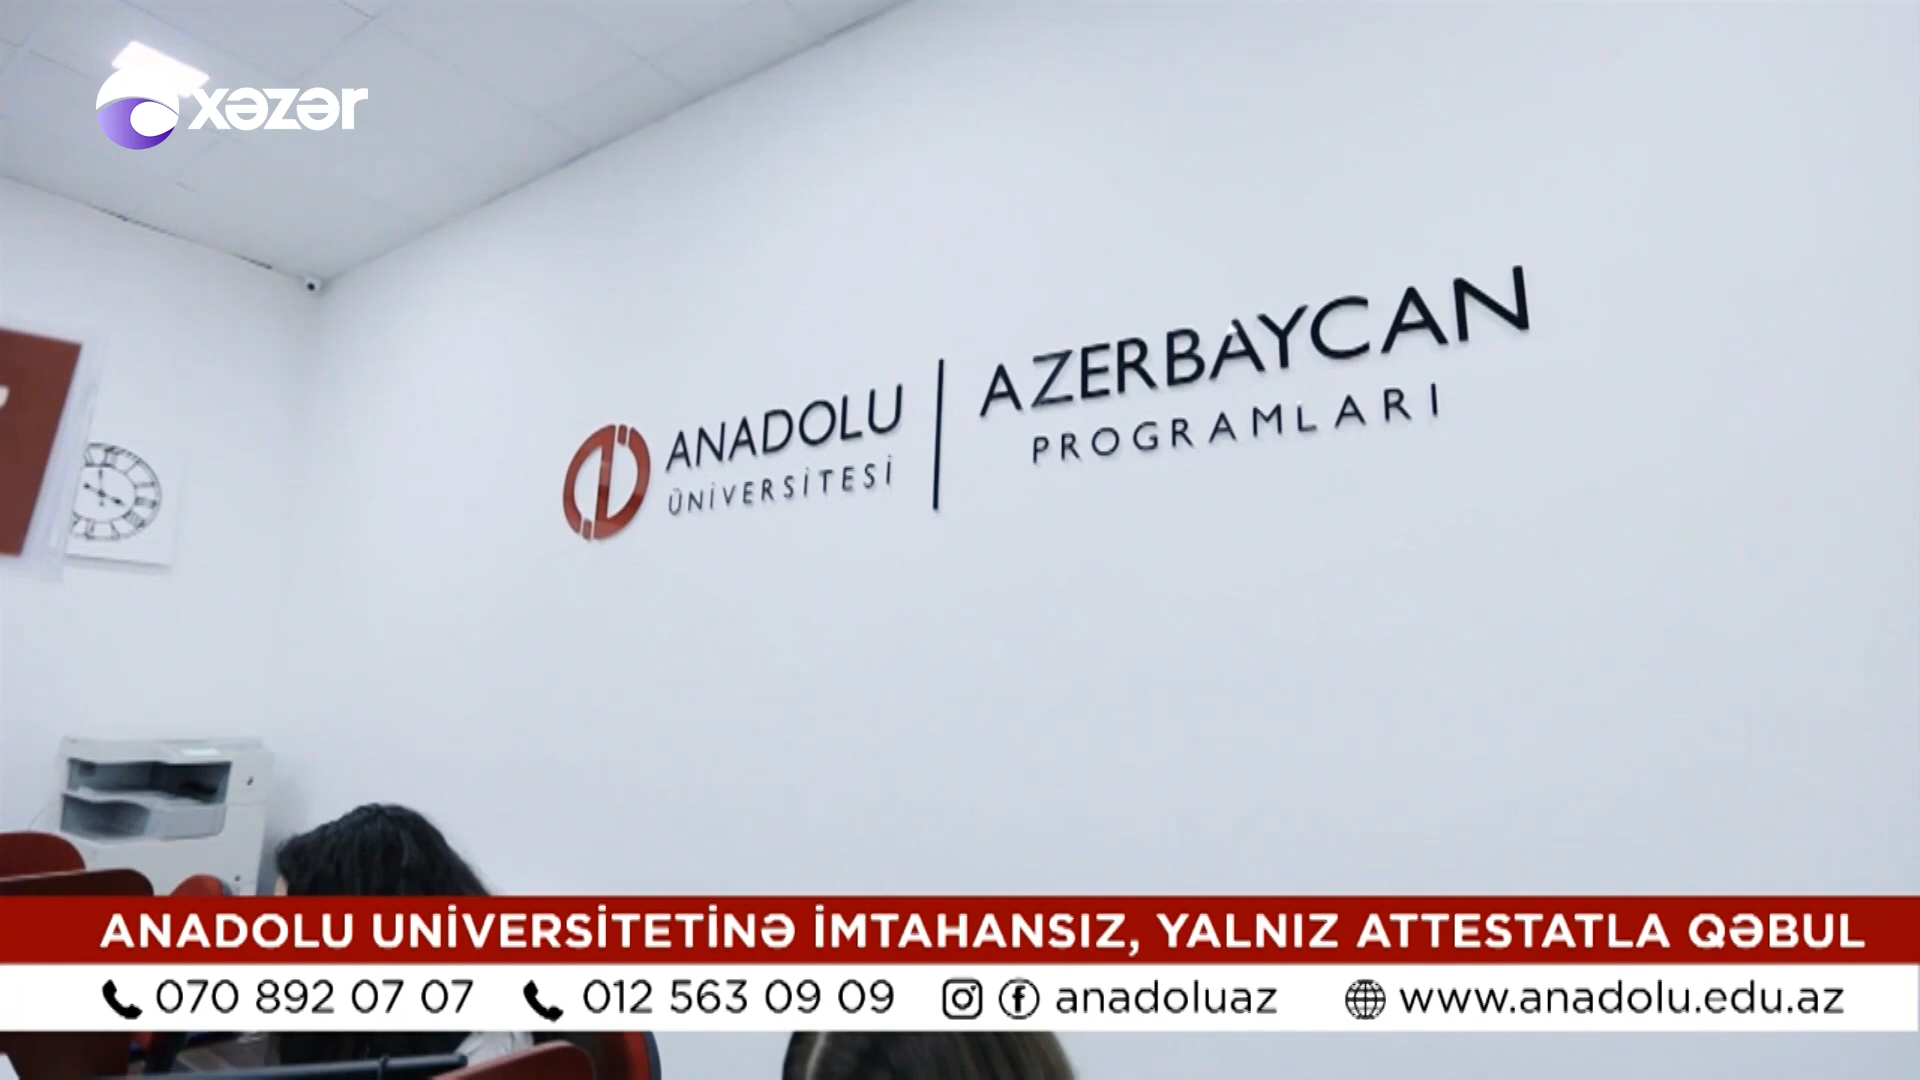 xəzər
AZERBAYCAN
PROGRAMLARI
ANADOLU
ÜNİVERSİTESİ
ANADOLU UNİVERSİTETİNƏ İMTAHANSIZ, YALNIZ ATTESTATLA QƏBUL
070 892 07 07 012 563 09 09 anadoluaz www.anadolu.edu.az